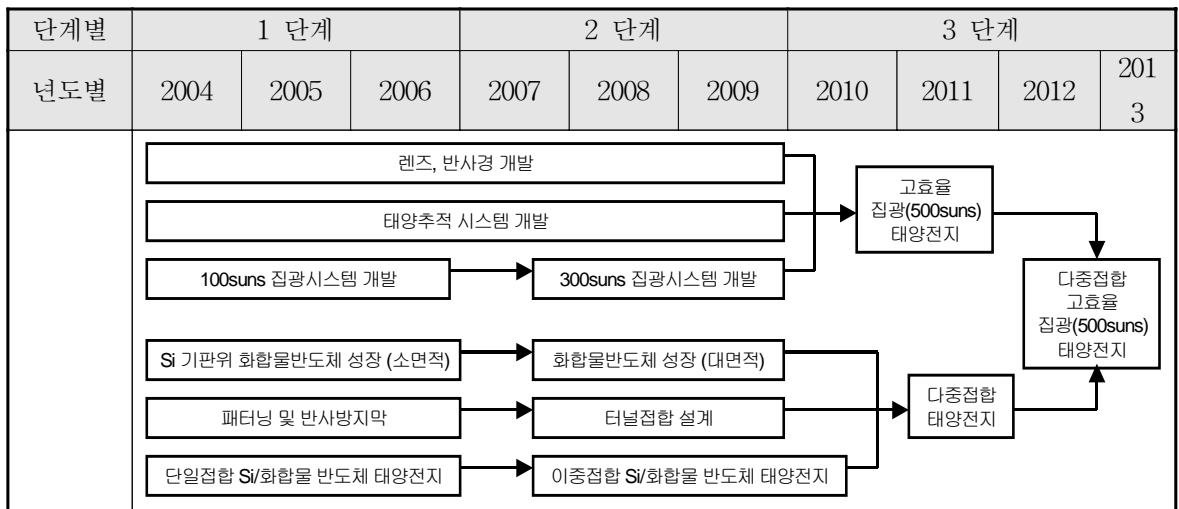 단계별 1 단계 2 단계 3 단계
년도별 2004 2005 2006 2007 2008 2009 2010 2011 2012 201
3
렌즈, 반사경 개발
태양추적 시스템 개발
100suns 집광시스템 개발 300suns 집광시스템 개발
고효율
집광(500suns)
태양전지
Si 기판위 화합물반도체 성장 (소면적) 화합물반도체 성장 (대면적)
패터닝 및 반사방지막 터널접합 설계
단일접합 Si/화합물 반도체 태양전지 이중접합 Si/화합물 반도체 태양전지
다중접합
태양전지
다중접합
고효율
집광(500suns)
태양전지